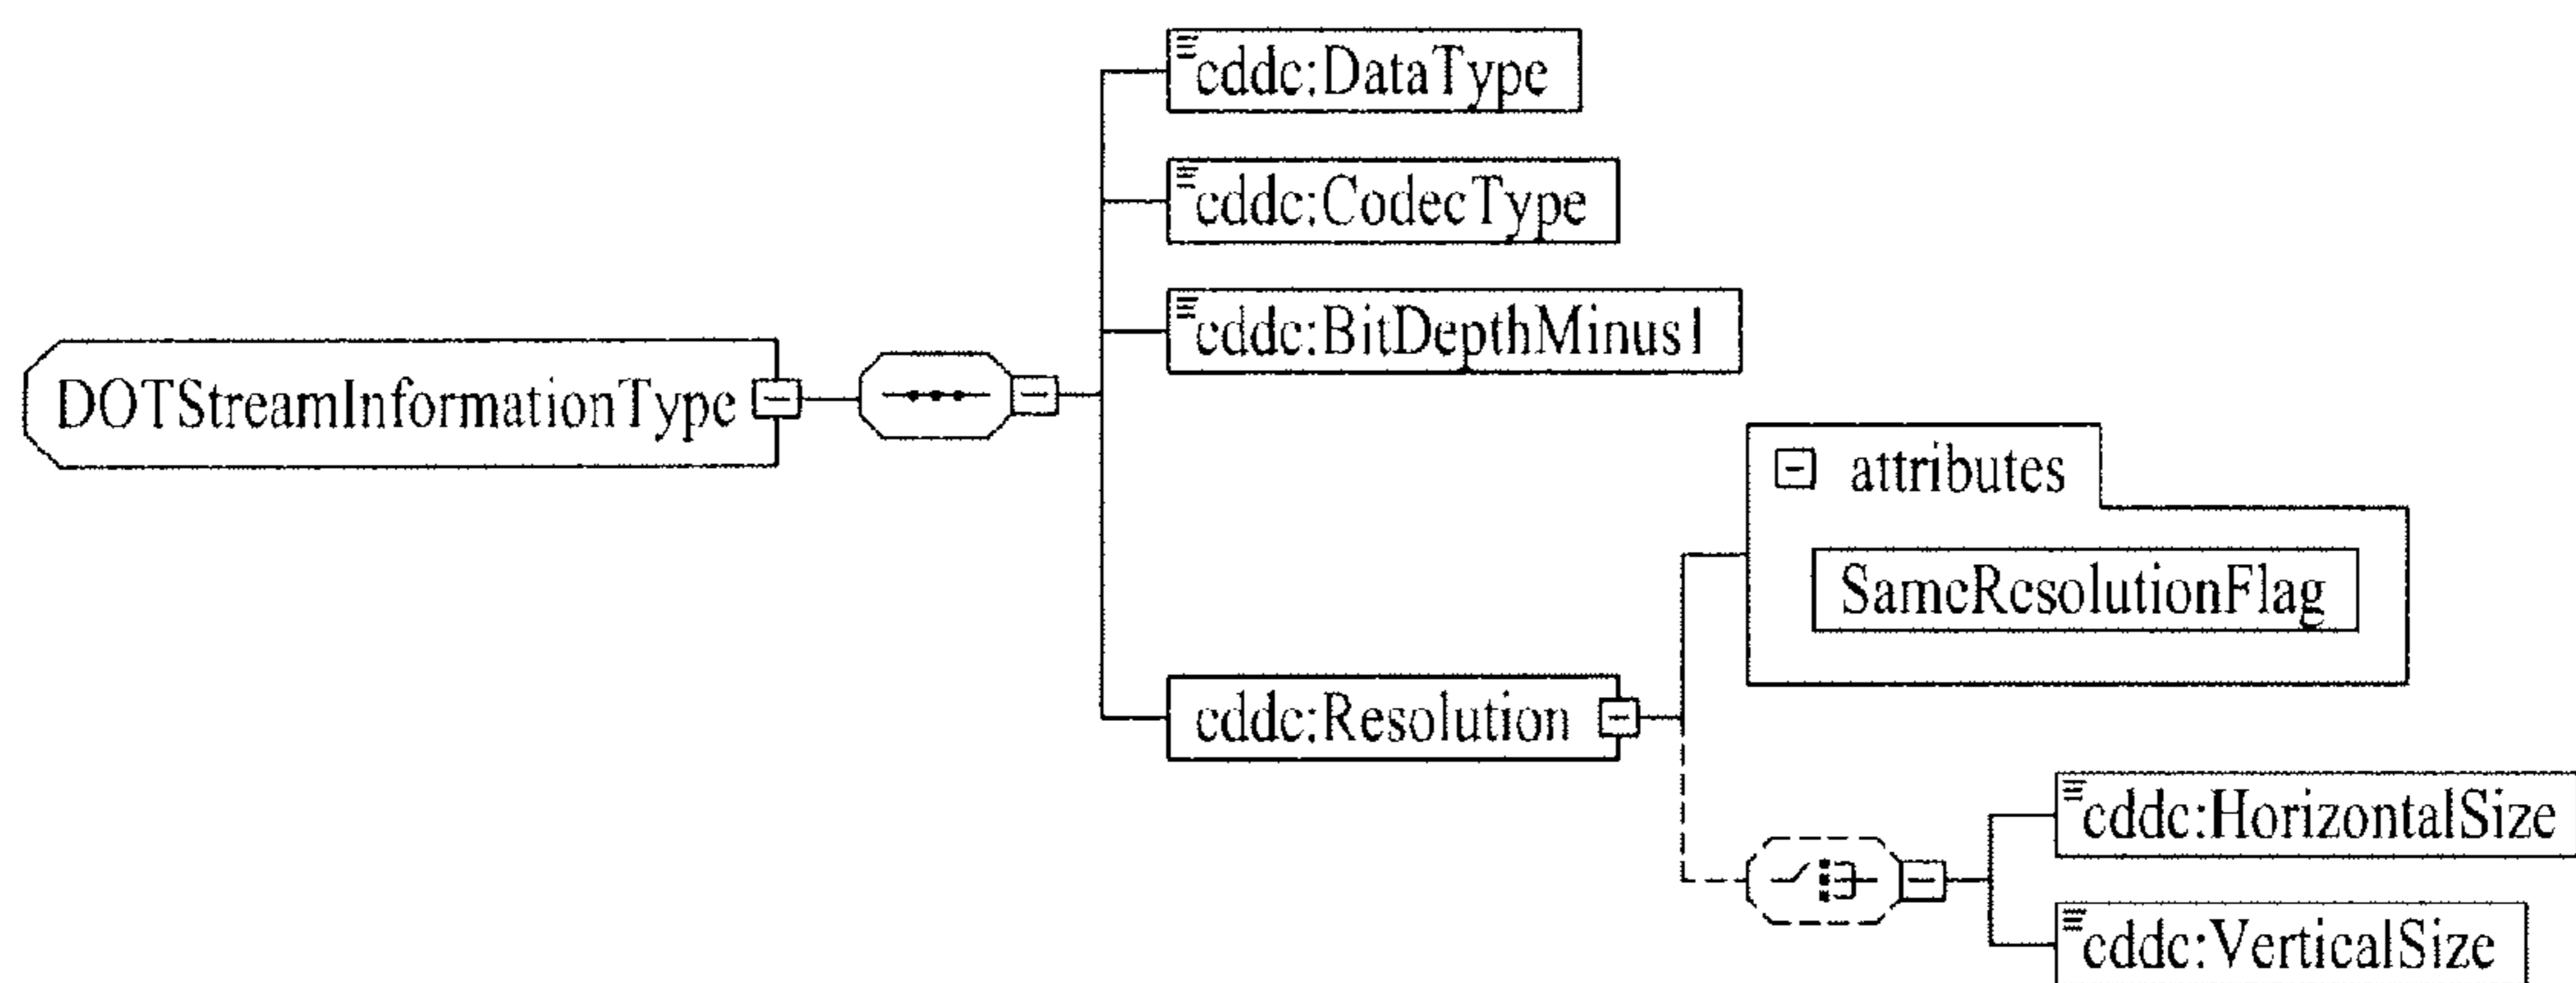 cddc:DataType
cddc:CodecType
cddc:BitDepthMinus1
DOTStreamInformationType
attributes
SameResolutionFlag
cddc:Resolution
cddc:HorizontalSize
cddc:VerticalSize